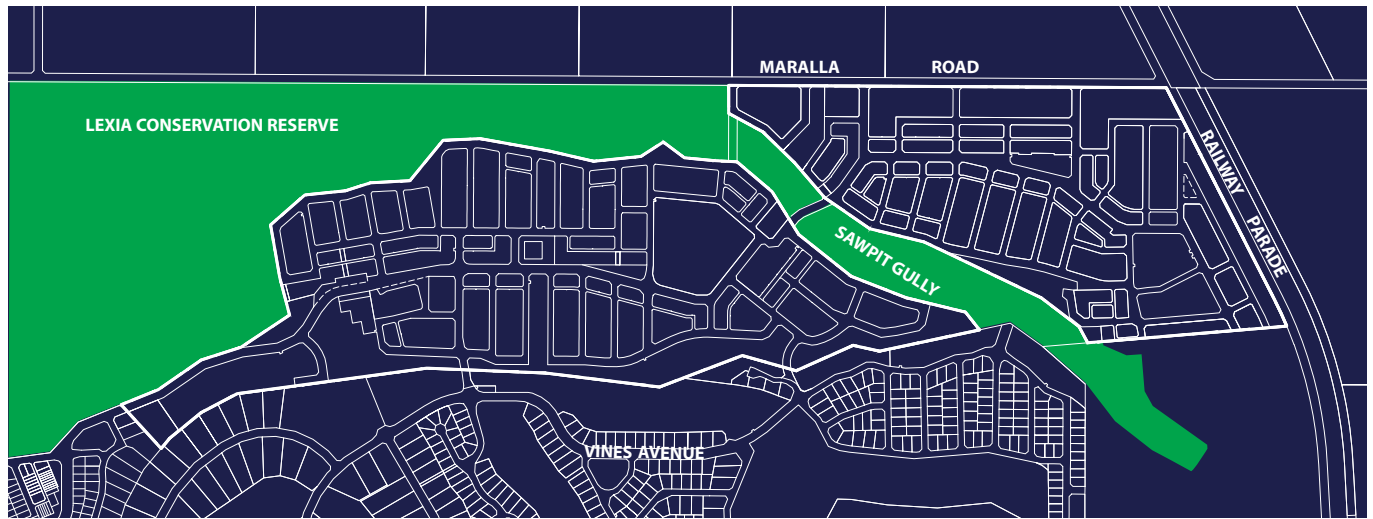 MARALLA ROAD
LEXIA CONSERVATION RESERVE
RAILWAY PARADE
SAWPIT GULLY
VINES AVENUE